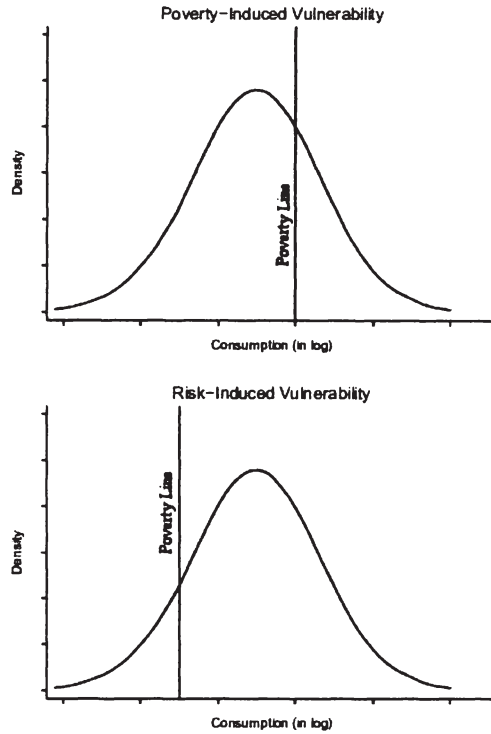 Poverty-Induced Vulnerability
Density
Poverty Line
Consumption (in log)
Risk-Induced Vulnerability
Density
Poverty Line
Consumption (in log)